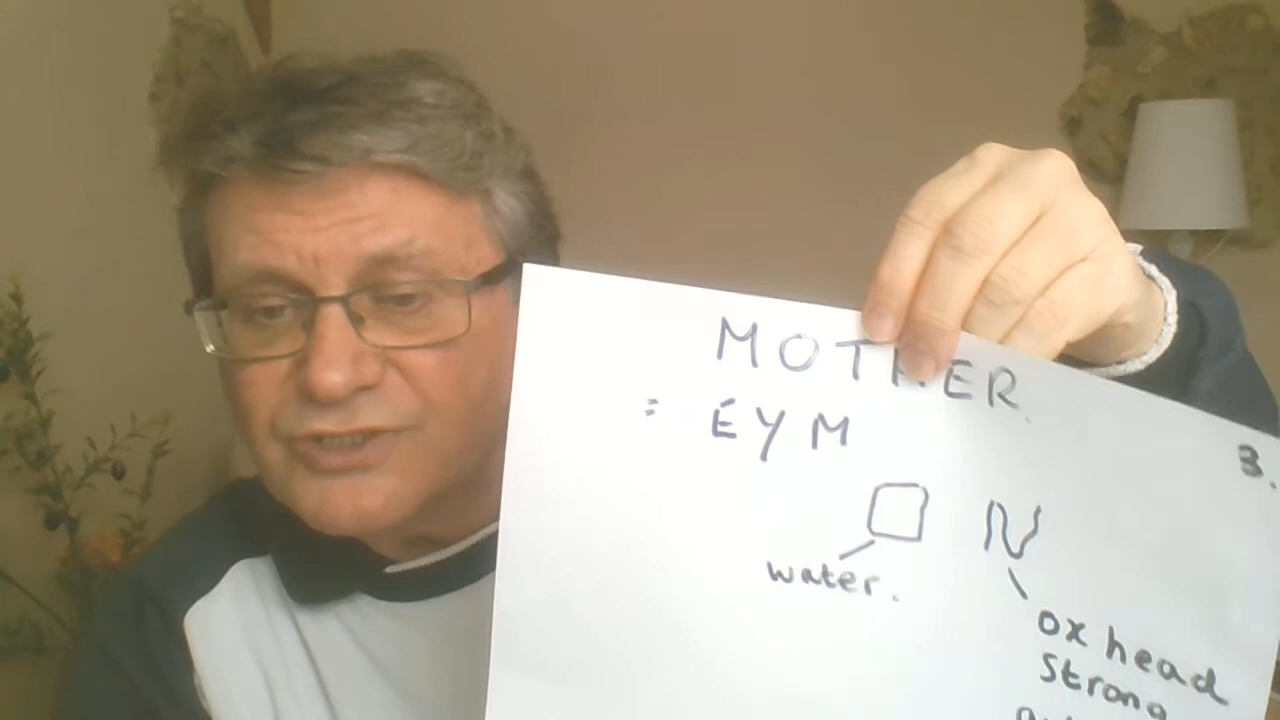 MOTHER.
= EYM
3.
ם א
water.
ox head
Strong